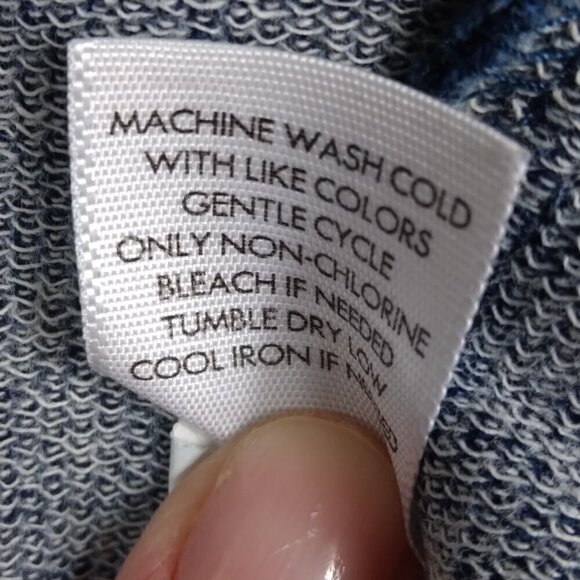 MACHINE WASH COLD
WITH LIKE COLORS
GENTLE CYCLE
ONLY NON-CHLORINE
BLEACH IF NEEDED
TUMBLE DRY LOW
COOL IRON IF NEEDED